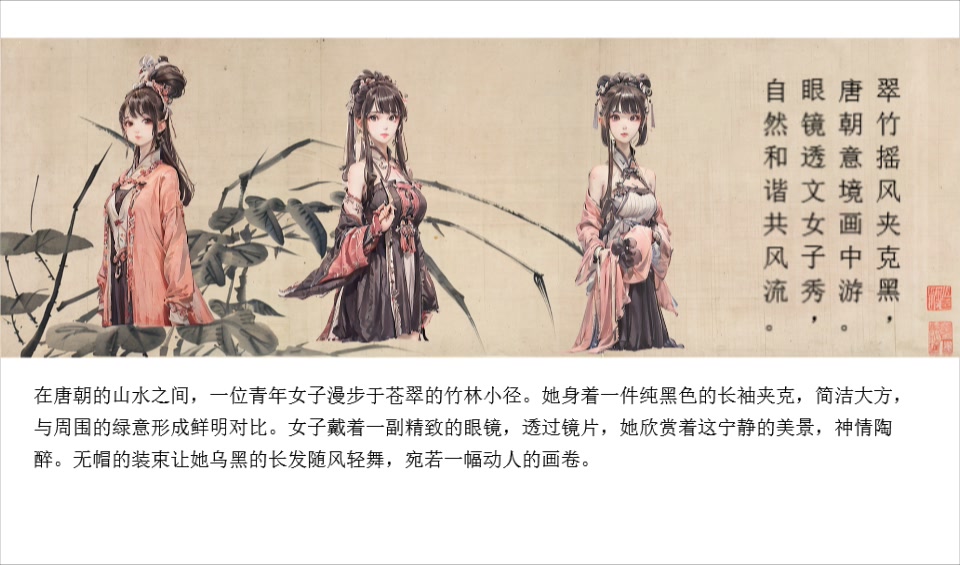 翠竹摇风夹克黑，
唐朝意境画中游。
眼镜透文女子秀，
自然和谐共风流。
在唐朝的山水之间，一位青年女子漫步于苍翠的竹林小径。她身着一件纯黑色的长袖夹克，简洁大方，
与周围的绿意形成鲜明对比。女子戴着一副精致的眼镜，透过镜片，她欣赏着这宁静的美景，神情陶
醉。无帽的装束让她乌黑的长发随风轻舞，宛若一幅动人的画卷。